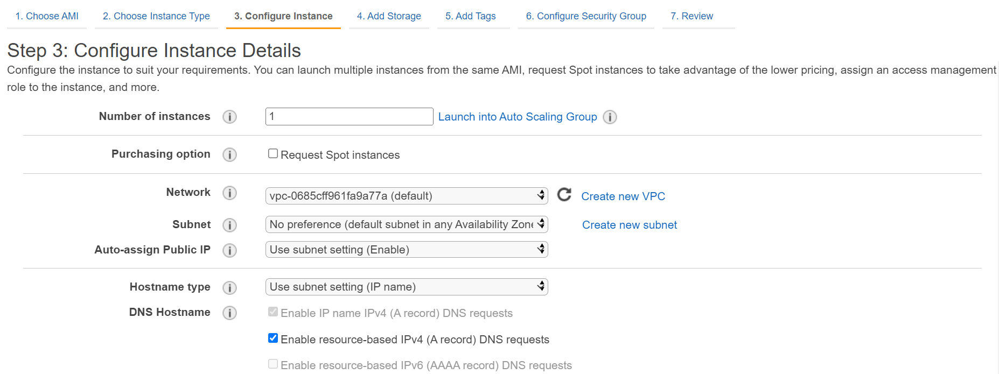 1. Choose AMI 2. Choose Instance Type 3. Configure Instance 4. Add Storage 5. Add Tags 6. Configure Security Group 7. Review
Step 3: Configure Instance Details
Configure the instance to suit your requirements. You can launch multiple instances from the same AMI, request Spot instances to take advantage of the lower pricing, assign an access management
role to the instance, and more.
Number of instances i 1 Launch into Auto Scaling Group i
Purchasing option i Request Spot instances
Network i vpc-0685cff961fa9a77a (default) Create new VPC
Subnet i No preference (default subnet in any Availability Zone Create new subnet
Auto-assign Public IP i Use subnet setting (Enable)
Hostname type i Use subnet setting (IP name)
DNS Hostname i Enable IP name IPv4 (A record) DNS requests
Enable resource-based IPv4 (A record) DNS requests
Enable resource-based IPv6 (AAAA record) DNS requests